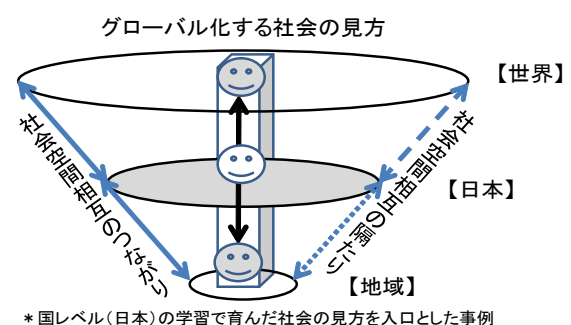 グローバル化する社会の見方
【世界】
社会空間相互のつながり
社会空間相互の隔たり
【日本】
【地域】
*国レベル(日本)の学習で育んだ社会の見方を入口とした事例